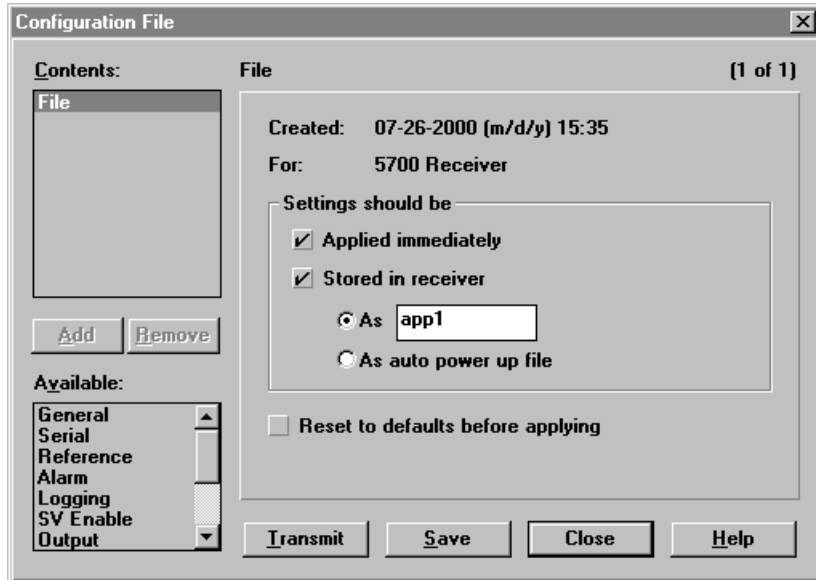 Configuration File
Contents:
File
Add
Remove
Available:
General
Serial
Reference
Alarm
Logging
SV Enable
Output
File
(1 of 1)
Created: 07-26-2000 (m/d/y) 15:35
For: 5700 Receiver
Settings should be
Applied immediately
Stored in receiver
As app1
As auto power up file
Reset to defaults before applying
Transmit
Save
Close
Help